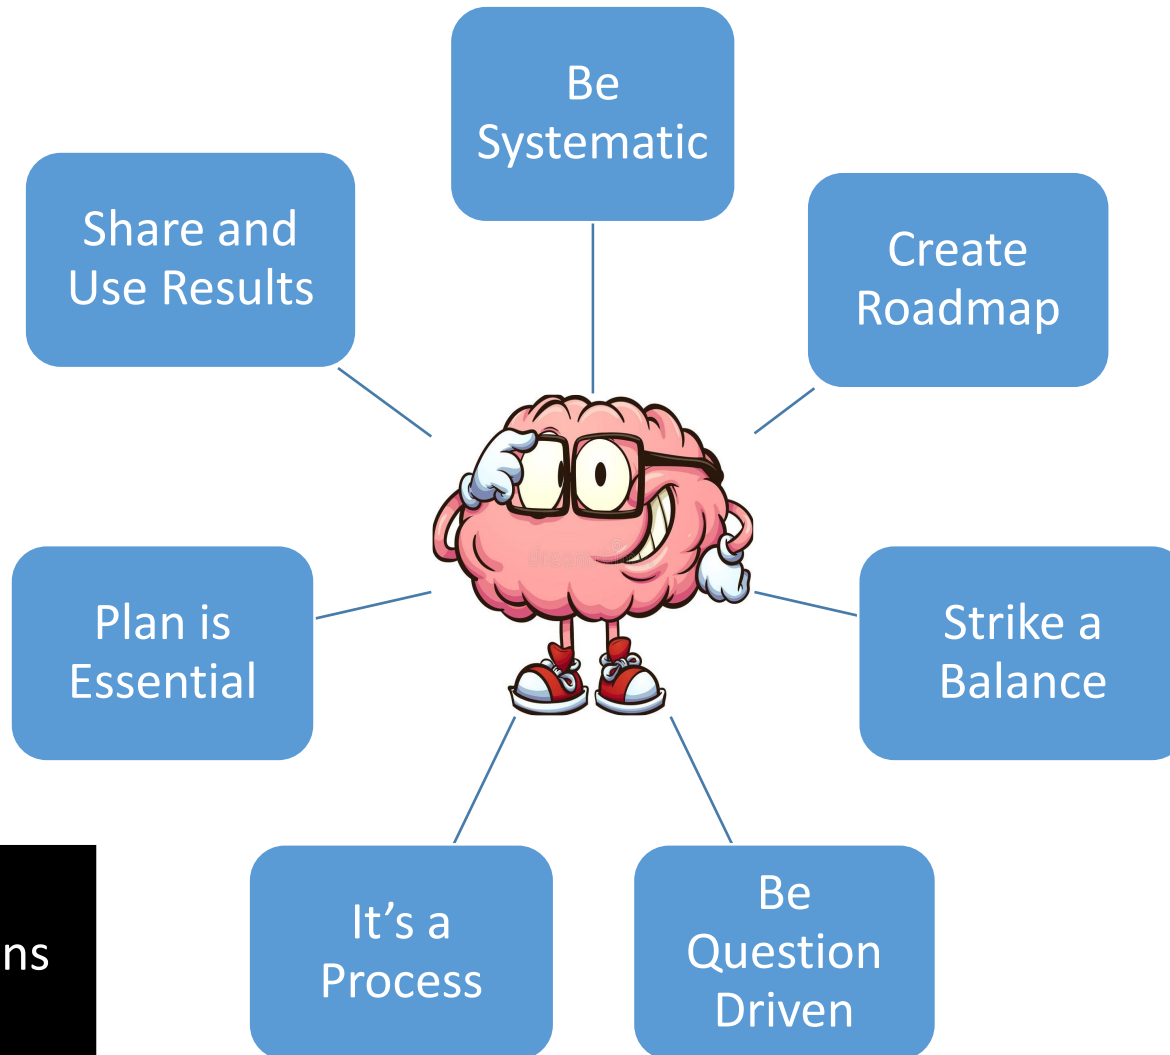 Be
Systematic
Create
Roadmap
Strike a
Balance
Be
Question
Driven
It’s a
Process
Plan is
Essential
Share and
Use Results
ns